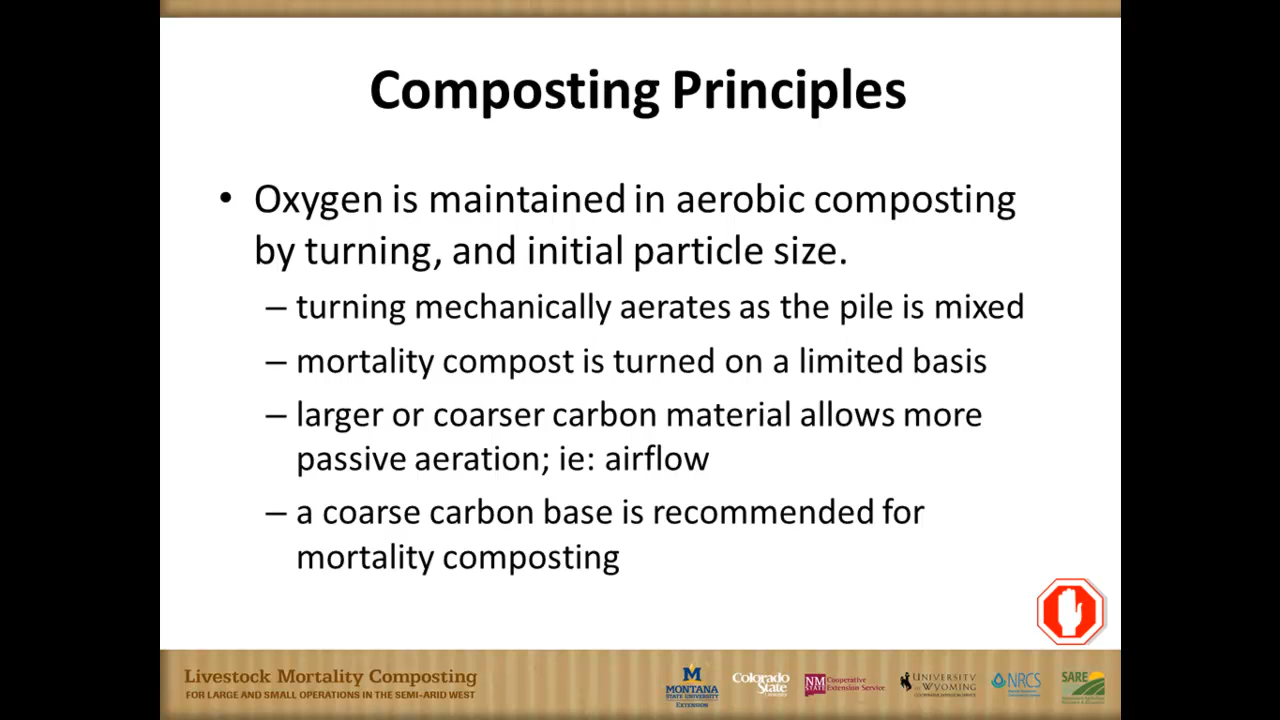 Composting Principles
• Oxygen is maintained in aerobic composting
by turning, and initial particle size.
– turning mechanically aerates as the pile is mixed
– mortality compost is turned on a limited basis
– larger or coarser carbon material allows more
passive aeration; ie: airflow
– a coarse carbon base is recommended for
mortality composting
Livestock Mortality Composting
FOR LARGE AND SMALL OPERATIONS IN THE SEMI-ARID WEST
M
MONTANA
STATE UNIVERSITY
EXTENSION
Colorado
State
NM
STATE
Cooperative
Extension Service
UNIVERSITY
OF WYOMING
NRCS
SARE